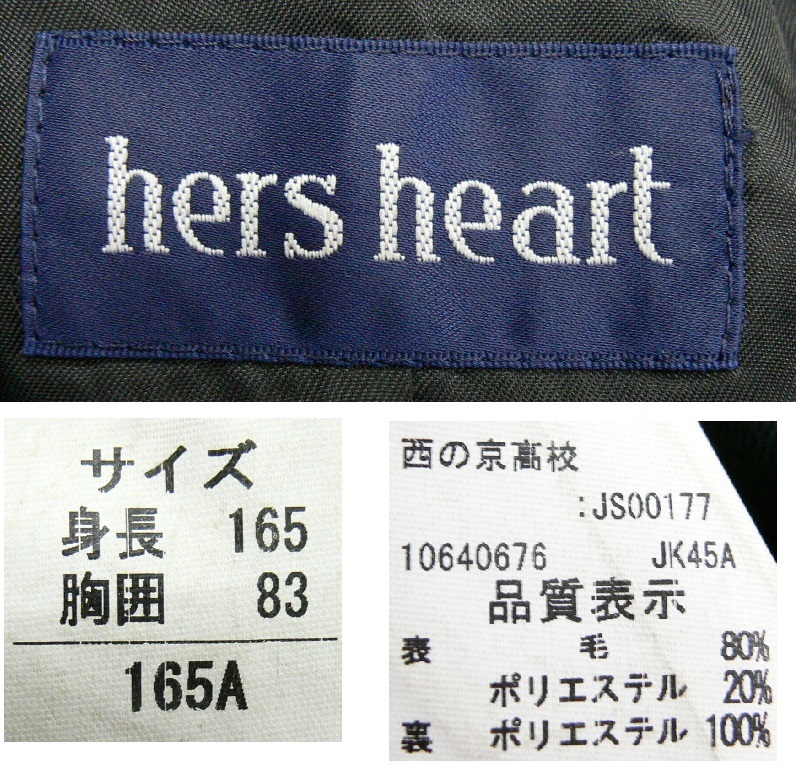 hers heart
サイズ
身長 165
胸囲 83
165A
西の京高校
:JS00177
10640676 JK45A
品質表示
表 毛 80%
ポリエステル 20%
裏 ポリエステル 100%